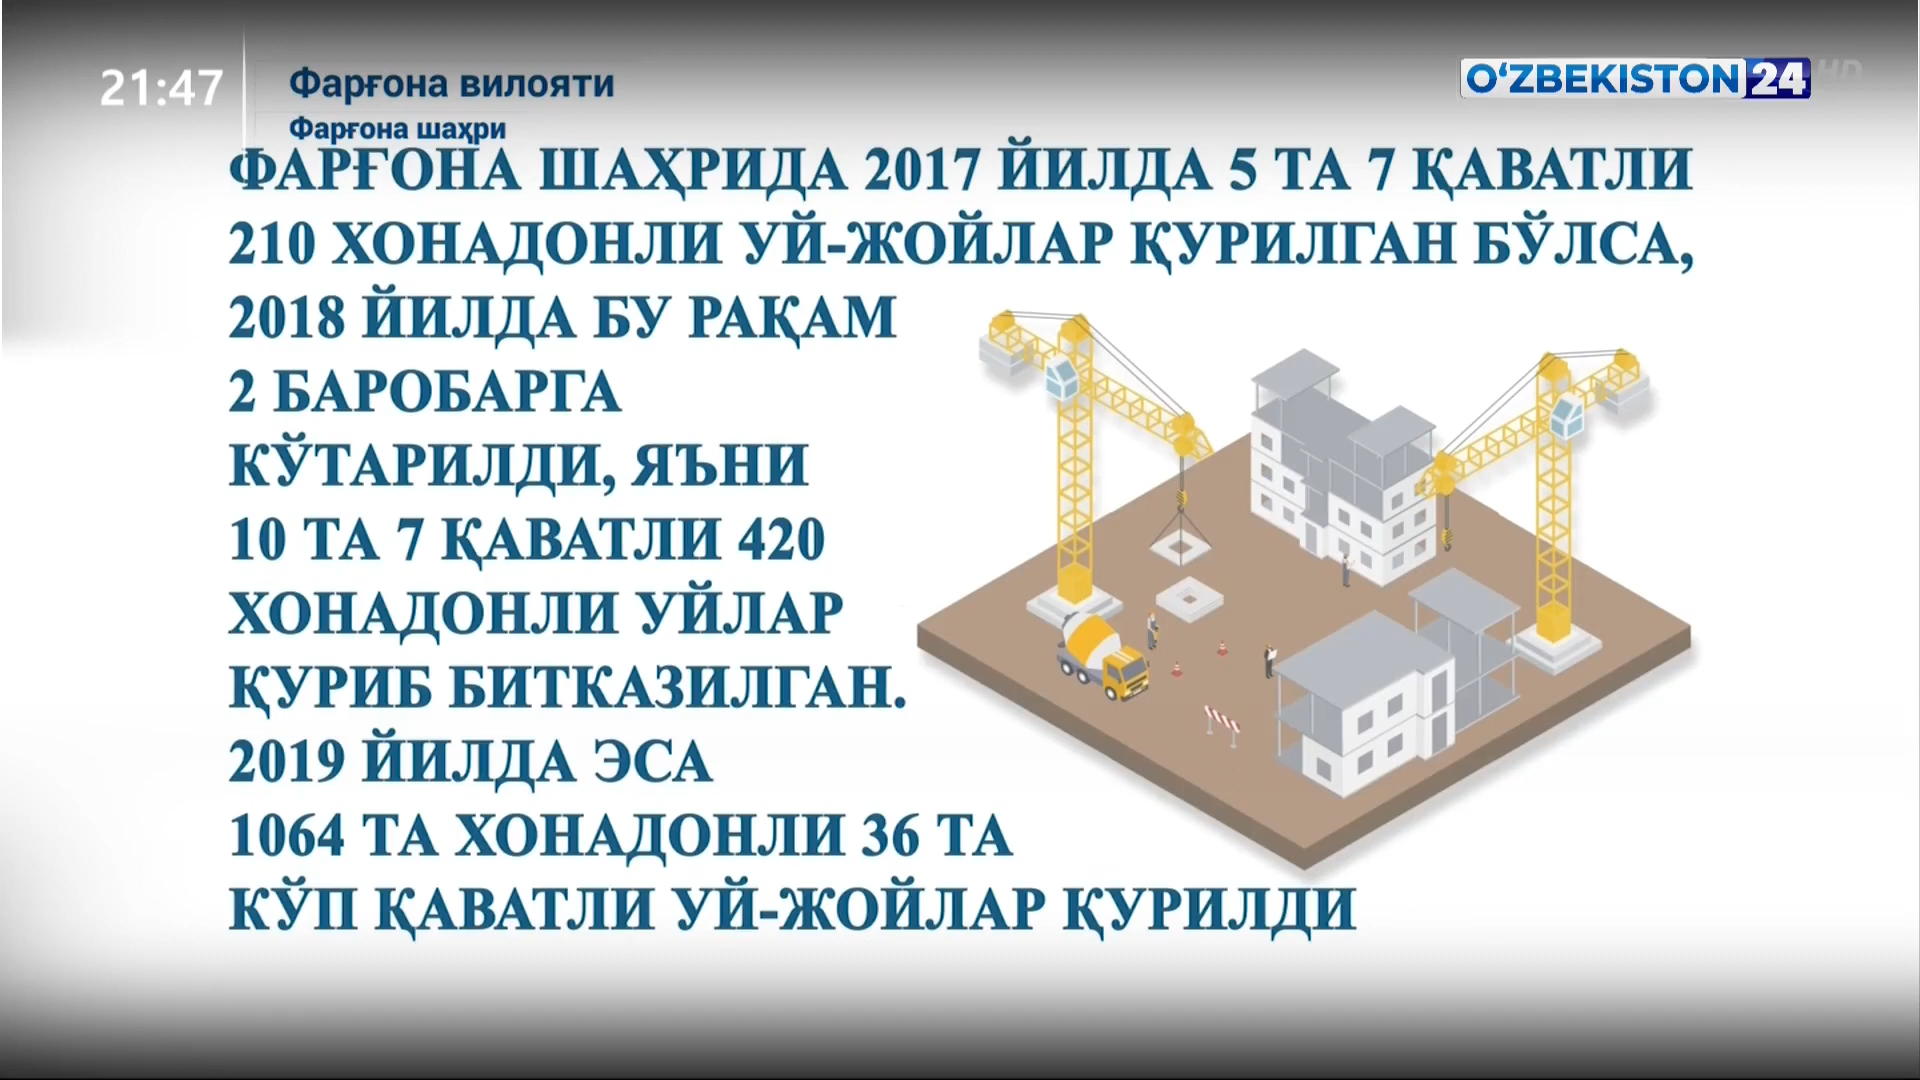 21:47
Фарғона вилояти
Фарғона шаҳри
O‘ZBEKISTON 24
HD
ФАРҒОНА ШАҲРИДА 2017 ЙИЛДА 5 ТА 7 ҚАВАТЛИ
210 ХОНАДОНЛИ УЙ-ЖОЙЛАР ҚУРИЛГАН БЎЛСА,
2018 ЙИЛДА БУ РАҚАМ
2 БАРОБАРГА
КЎТАРИЛДИ, ЯЪНИ
10 ТА 7 ҚАВАТЛИ 420
ХОНАДОНЛИ УЙЛАР
ҚУРИБ БИТКАЗИЛГАН.
2019 ЙИЛДА ЭСА
1064 ТА ХОНАДОНЛИ 36 ТА
КЎП ҚАВАТЛИ УЙ-ЖОЙЛАР ҚУРИЛДИ